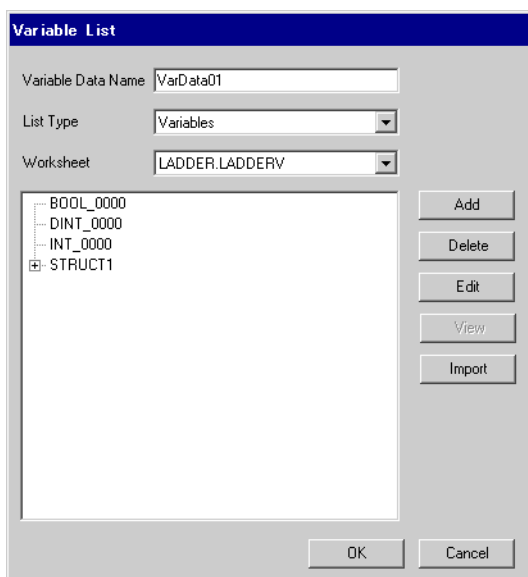 Variable List
Variable Data Name VarData01
List Type Variables
Worksheet LADDER.LADDERV
BOOL_0000
DINT_0000
INT_0000
STRUCT1
Add
Delete
Edit
View
Import
OK Cancel